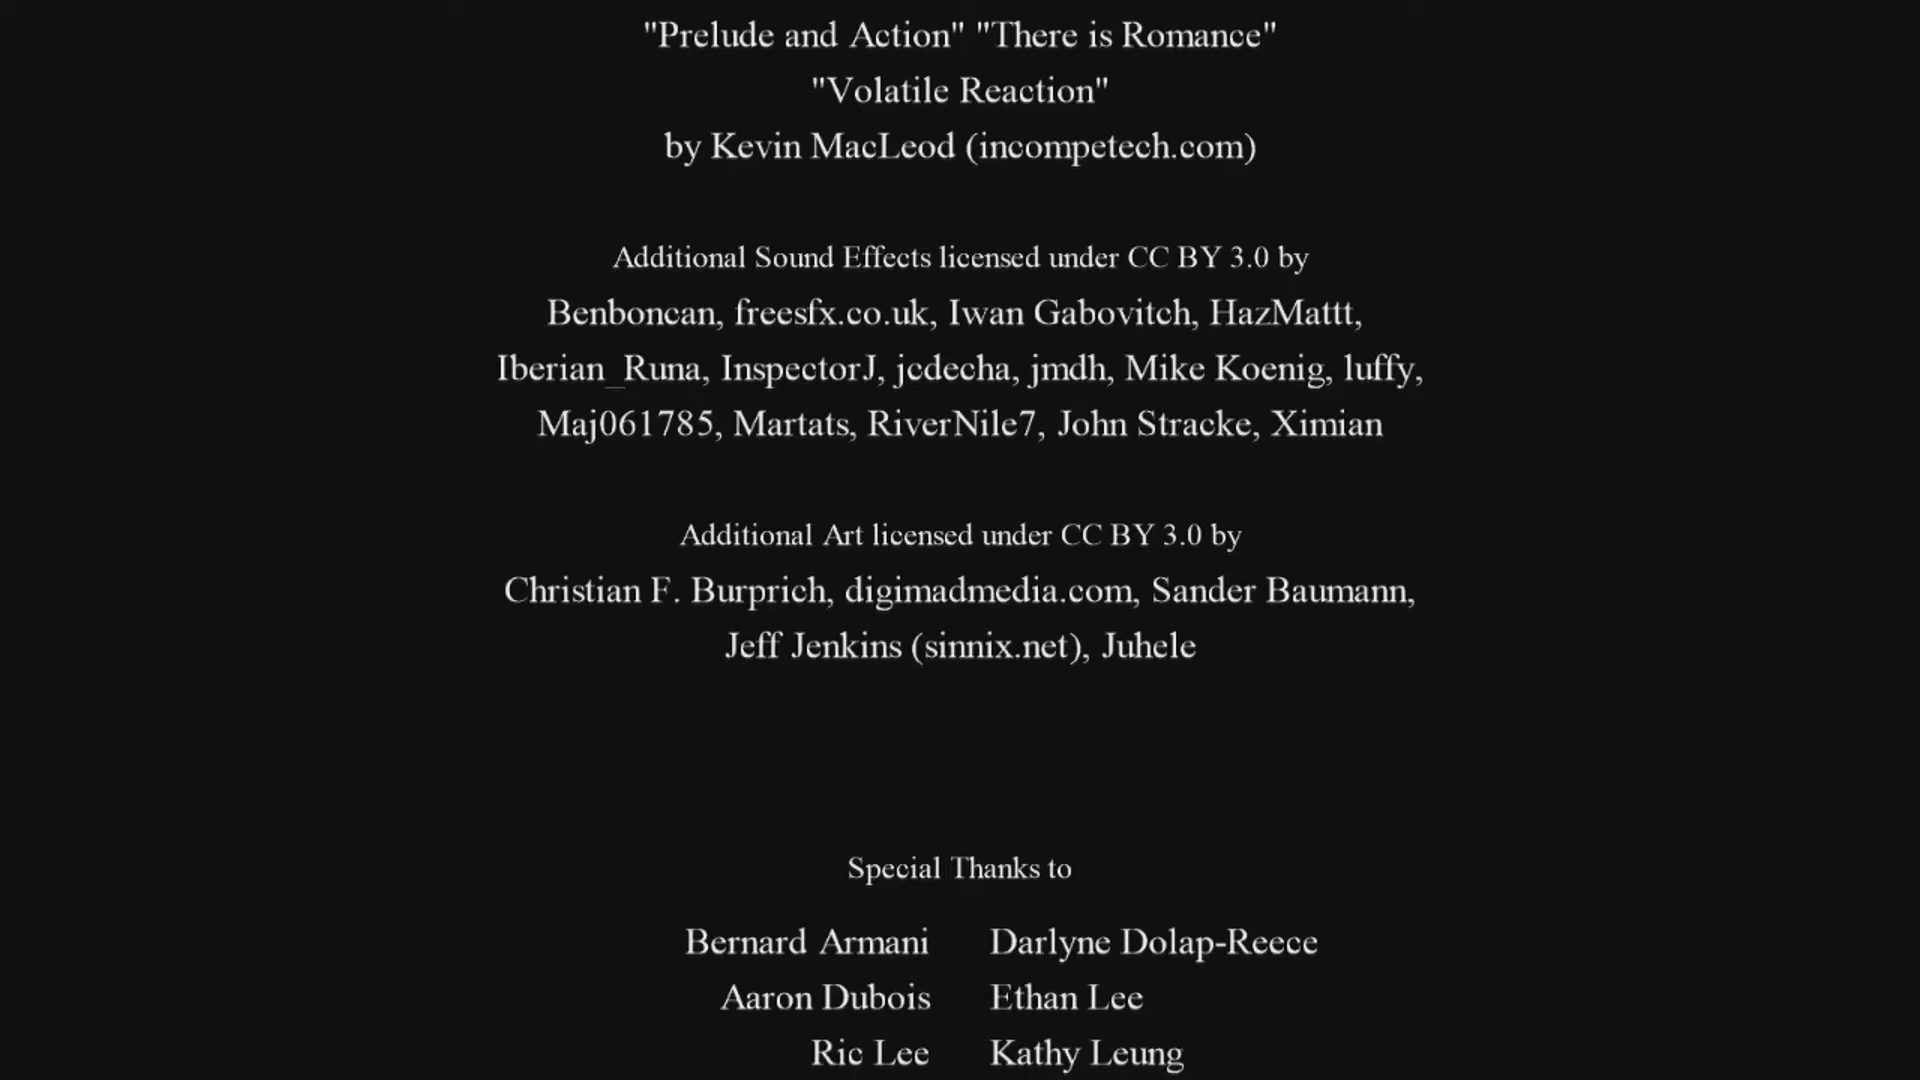 "Prelude and Action" "There is Romance"
"Volatile Reaction"
by Kevin MacLeod (incompetech.com)
Additional Sound Effects licensed under CC BY 3.0 by
Benboncan, freesfx.co.uk, Iwan Gabovitch, HazMattt,
Iberian_Runa, InspectorJ, jcdecha, jmdh, Mike Koenig, luffy,
Maj061785, Martats, RiverNile7, John Stracke, Ximian
Additional Art licensed under CC BY 3.0 by
Christian F. Burprich, digimadmedia.com, Sander Baumann,
Jeff Jenkins (sinnix.net), Juhele
Special Thanks to
Bernard Armani Darlyne Dolap-Reece
Aaron Dubois Ethan Lee
Ric Lee Kathy Leung